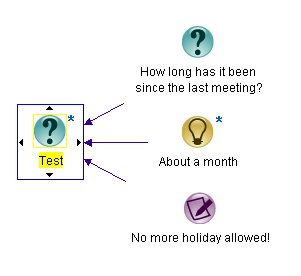 How long has it been
since the last meeting?
Test
About a month
No more holiday allowed!